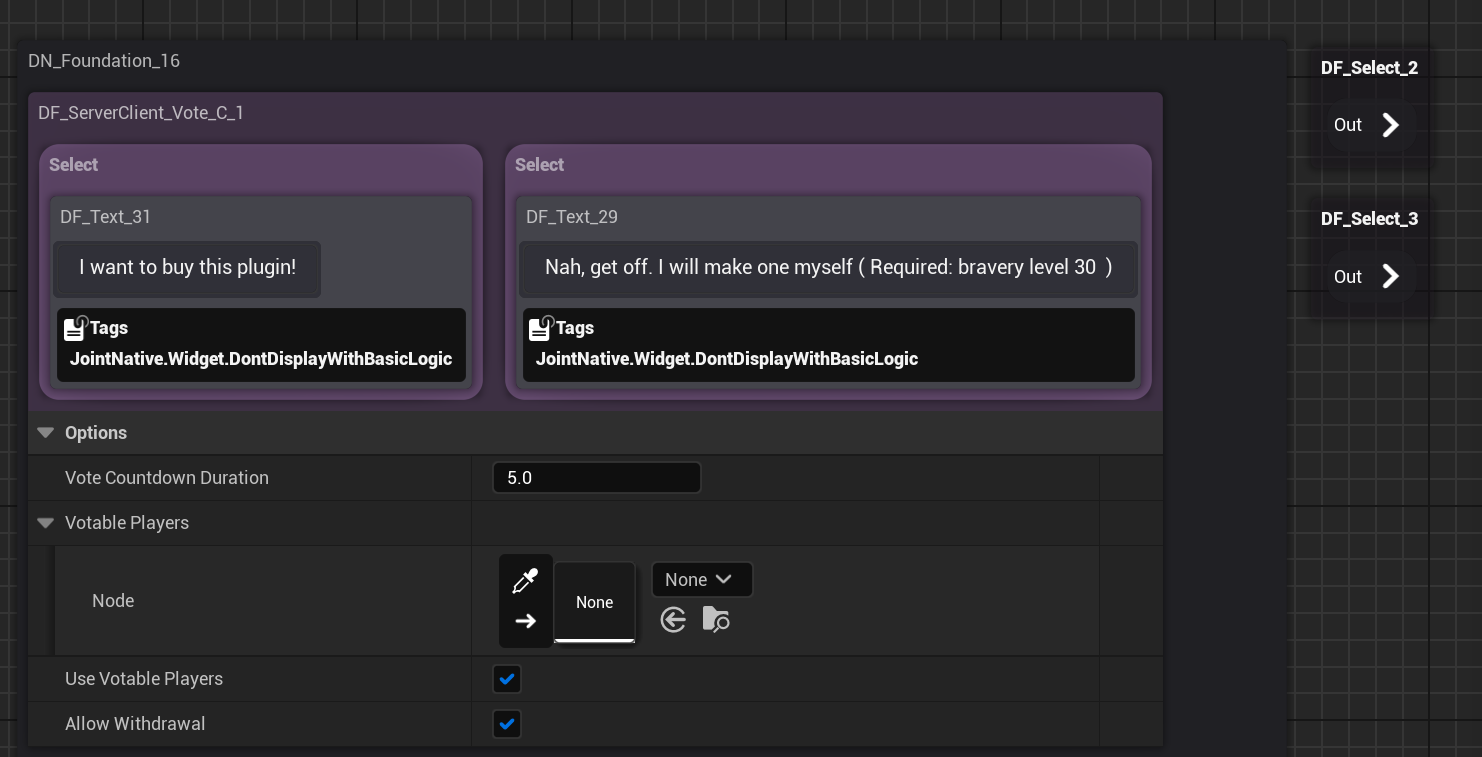 DN_Foundation_16
DF_ServerClient_Vote_C_1
Select
DF_Text_31
I want to buy this plugin!
Tags
JointNative.Widget.DontDisplayWithBasicLogic
Select
DF_Text_29
Nah, get off. I will make one myself ( Required: bravery level 30 )
Tags
JointNative.Widget.DontDisplayWithBasicLogic
Options
Vote Countdown Duration
5.0
Votable Players
Node
None
None
Use Votable Players
Allow Withdrawal
DF_Select_2
Out
DF_Select_3
Out